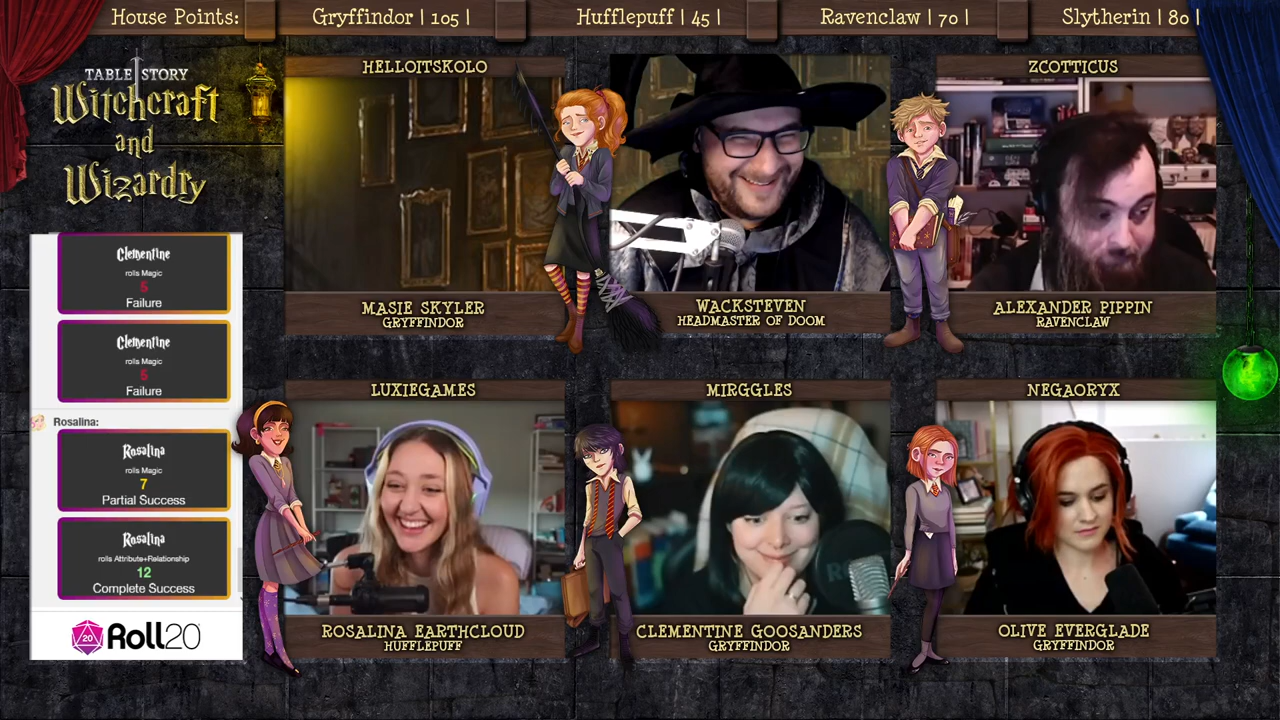 House Points:
Gryffindor | 105 |
Hufflepuff | 45 |
Ravenclaw | 70 |
Slytherin | 80 |
TABLE STORY
Witchcraft
and
Wizardry
Clementine
rolls Magic
5
Failure
Clementine
rolls Magic
5
Failure
Rosalina:
Rosalina
rolls Magic
7
Partial Success
Rosalina
rolls Attribute+Relationship
12
Complete Success
20
Roll20
HELLOITSKOLO
MASIE SKYLER
GRYFFINDOR
WACKSTEVEN
HEADMASTER OF DOOM
ZCOTTICUS
ALEXANDER PIPPIN
RAVENCLAW
LUXIEGAMES
ROSALINA EARTHCLOUD
HUFFLEPUFF
MIRGGLES
CLEMENTINE GOOSANDERS
GRYFFINDOR
NEGAORYX
OLIVE EVERGLADE
GRYFFINDOR